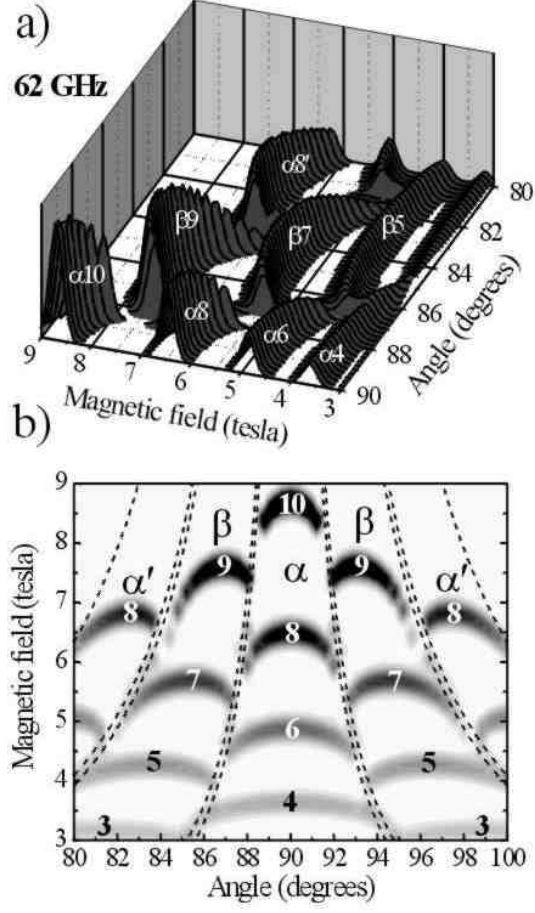 a)
62 GHz
α8'
β9
β7
β5
α10
α8
α6
α4
80
82
84
86
88
90
Angle (degrees)
9
8
7
6
5
4
3
Magnetic field (tesla)
b)
9
8
7
6
5
4
3
Magnetic field (tesla)
10
β
β
9
9
α
α'
α'
8
8
8
7
7
6
5
5
4
3
3
80 82 84 86 88 90 92 94 96 98 100
Angle (degrees)